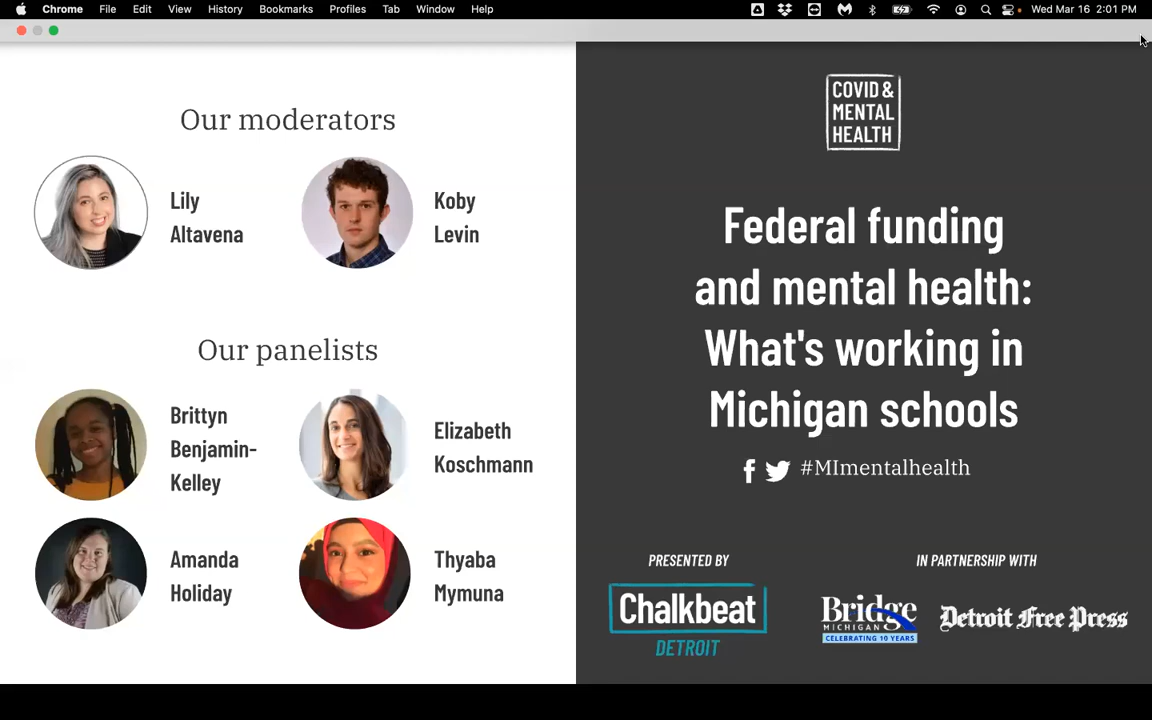 Chrome File Edit View History Bookmarks Profiles Tab Window Help Wed Mar 16 2:01 PM
Our moderators
Lily
Altavena
Koby
Levin
Our panelists
Brittyn
Benjamin-
Kelley
Elizabeth
Koschmann
Amanda
Holiday
Thyaba
Mymuna
COVID &
MENTAL
HEALTH
Federal funding
and mental health:
What's working in
Michigan schools
#MImentalhealth
PRESENTED BY
Chalkbeat
DETROIT
IN PARTNERSHIP WITH
Bridge
MICHIGAN
CELEBRATING 10 YEARS
Detroit Free Press